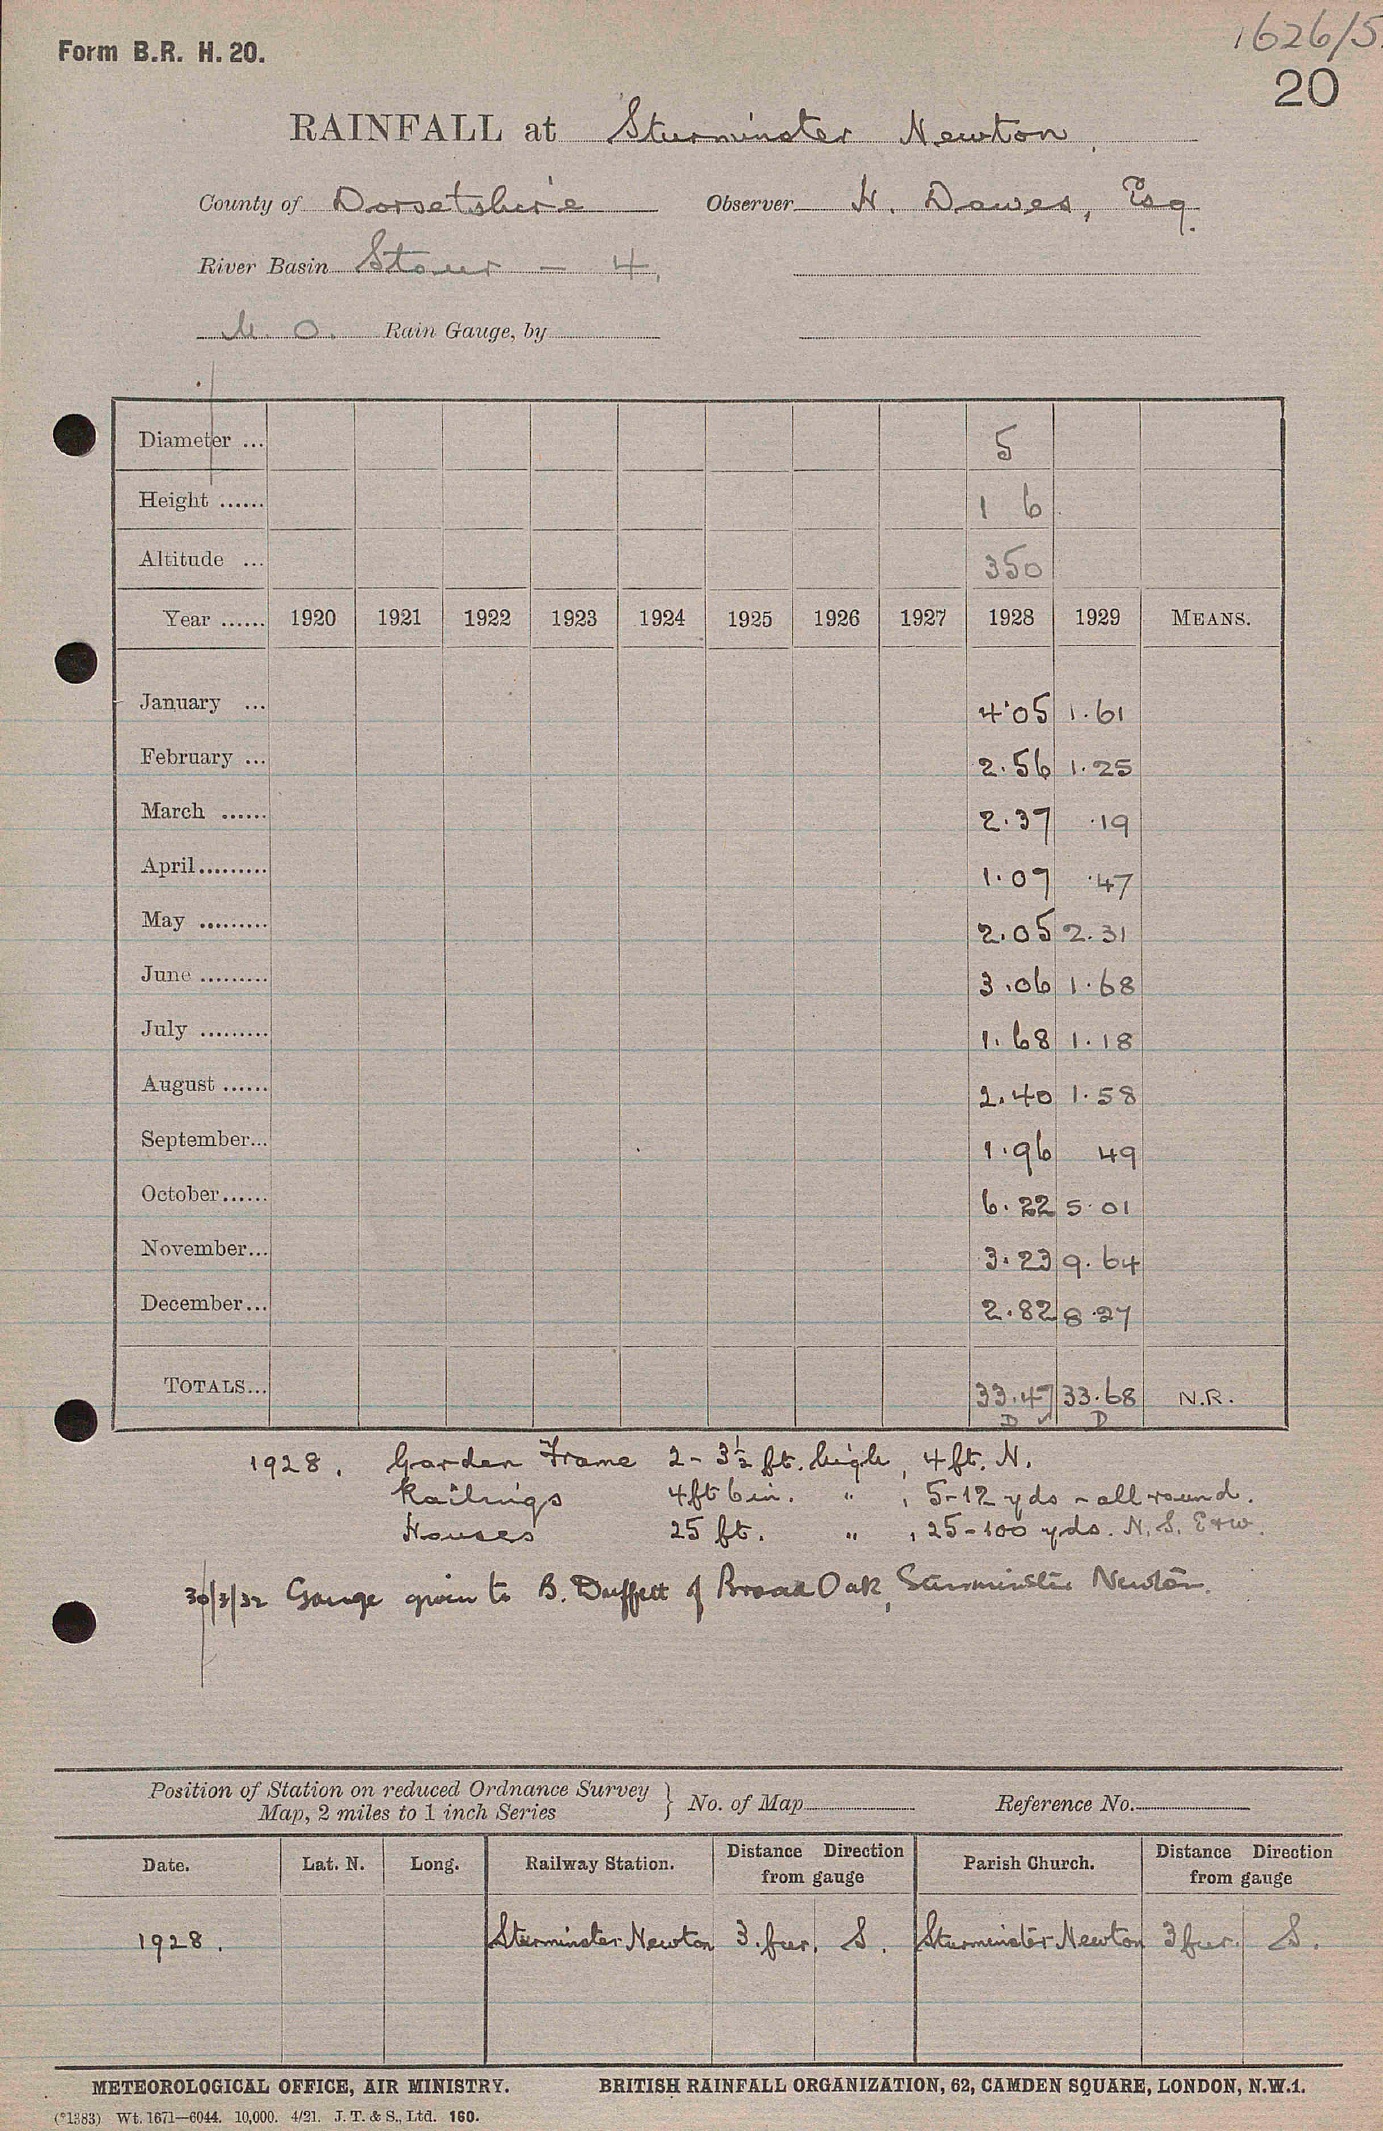 1626/5
Form B.R. H. 20.
20
RAINFALL at Sturminster Newton.
County of Dorsetshire Observer H. Dawes, Esq.
River Basin Stour - 4.
M. O. Rain Gauge, by
Diameter ... 5
Height ...... 1 6
Altitude ... 350
Year ...... 1920 1921 1922 1923 1924 1925 1926 1927 1928 1929 MEANS.
January ... 4.05 1.61
February ... 2.56 1.25
March ...... 2.37 .19
April ......... 1.09 .47
May ......... 2.05 2.31
June ......... 3.06 1.68
July ......... 1.68 1.18
August ...... 2.40 1.58
September... 1.96 49
October...... 6.22 5.01
November... 3.23 9.64
December... 2.82 8.27
TOTALS... 33.47 33.68 N.R.
D ✓ D
1928. Garden Frame 2 - 3½ ft. high, 4 ft. N.
Railings 4ft 6in. " , 5-12 yds - all round.
Houses 25 ft. " , 25-100 yds. N. S. E & W.
30/3/32 Gauge given to B. Duffett of Broad Oak, Sturminster Newton.
Position of Station on reduced Ordnance Survey
Map, 2 miles to 1 inch Series } No. of Map Reference No.
Date. Lat. N. Long. Railway Station. Distance Direction from gauge Parish Church. Distance Direction from gauge
1928. Sturminster Newton 3. fur. S. Sturminster Newton 3 fur. S.
METEOROLOGICAL OFFICE, AIR MINISTRY. BRITISH RAINFALL ORGANIZATION, 62, CAMDEN SQUARE, LONDON, N.W.1.
(*1383) Wt. 1671—6044. 10,000. 4/21. J. T. & S., Ltd. 160.